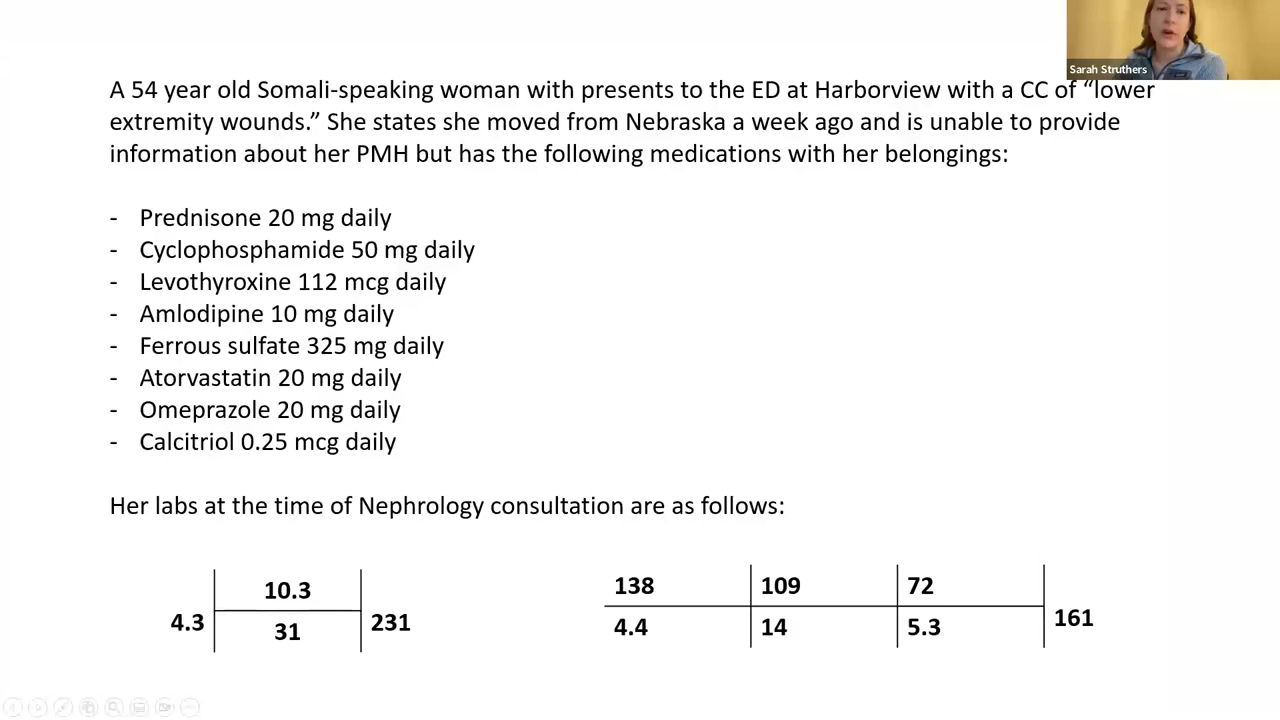 Sarah Struthers
A 54 year old Somali-speaking woman with presents to the ED at Harborview with a CC of “lower
extremity wounds.” She states she moved from Nebraska a week ago and is unable to provide
information about her PMH but has the following medications with her belongings:
- Prednisone 20 mg daily
- Cyclophosphamide 50 mg daily
- Levothyroxine 112 mcg daily
- Amlodipine 10 mg daily
- Ferrous sulfate 325 mg daily
- Atorvastatin 20 mg daily
- Omeprazole 20 mg daily
- Calcitriol 0.25 mcg daily
Her labs at the time of Nephrology consultation are as follows:
10.3
4.3 31 231
138 109 72
4.4 14 5.3 161